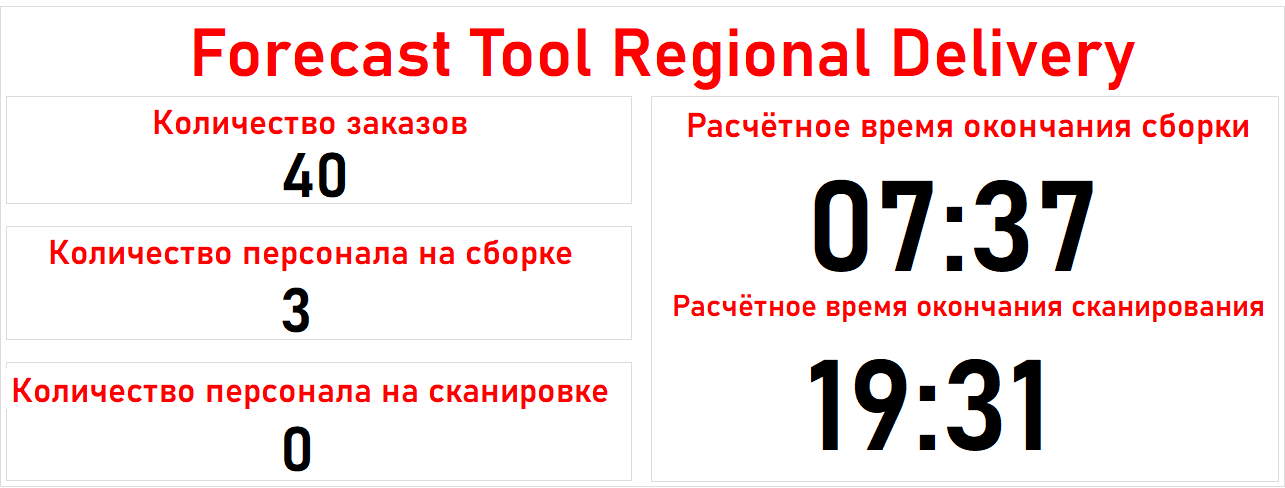 Forecast Tool Regional Delivery
Количество заказов
40
Количество персонала на сборке
3
Количество персонала на сканировке
0
Расчётное время окончания сборки
07:37
Расчётное время окончания сканирования
19:31